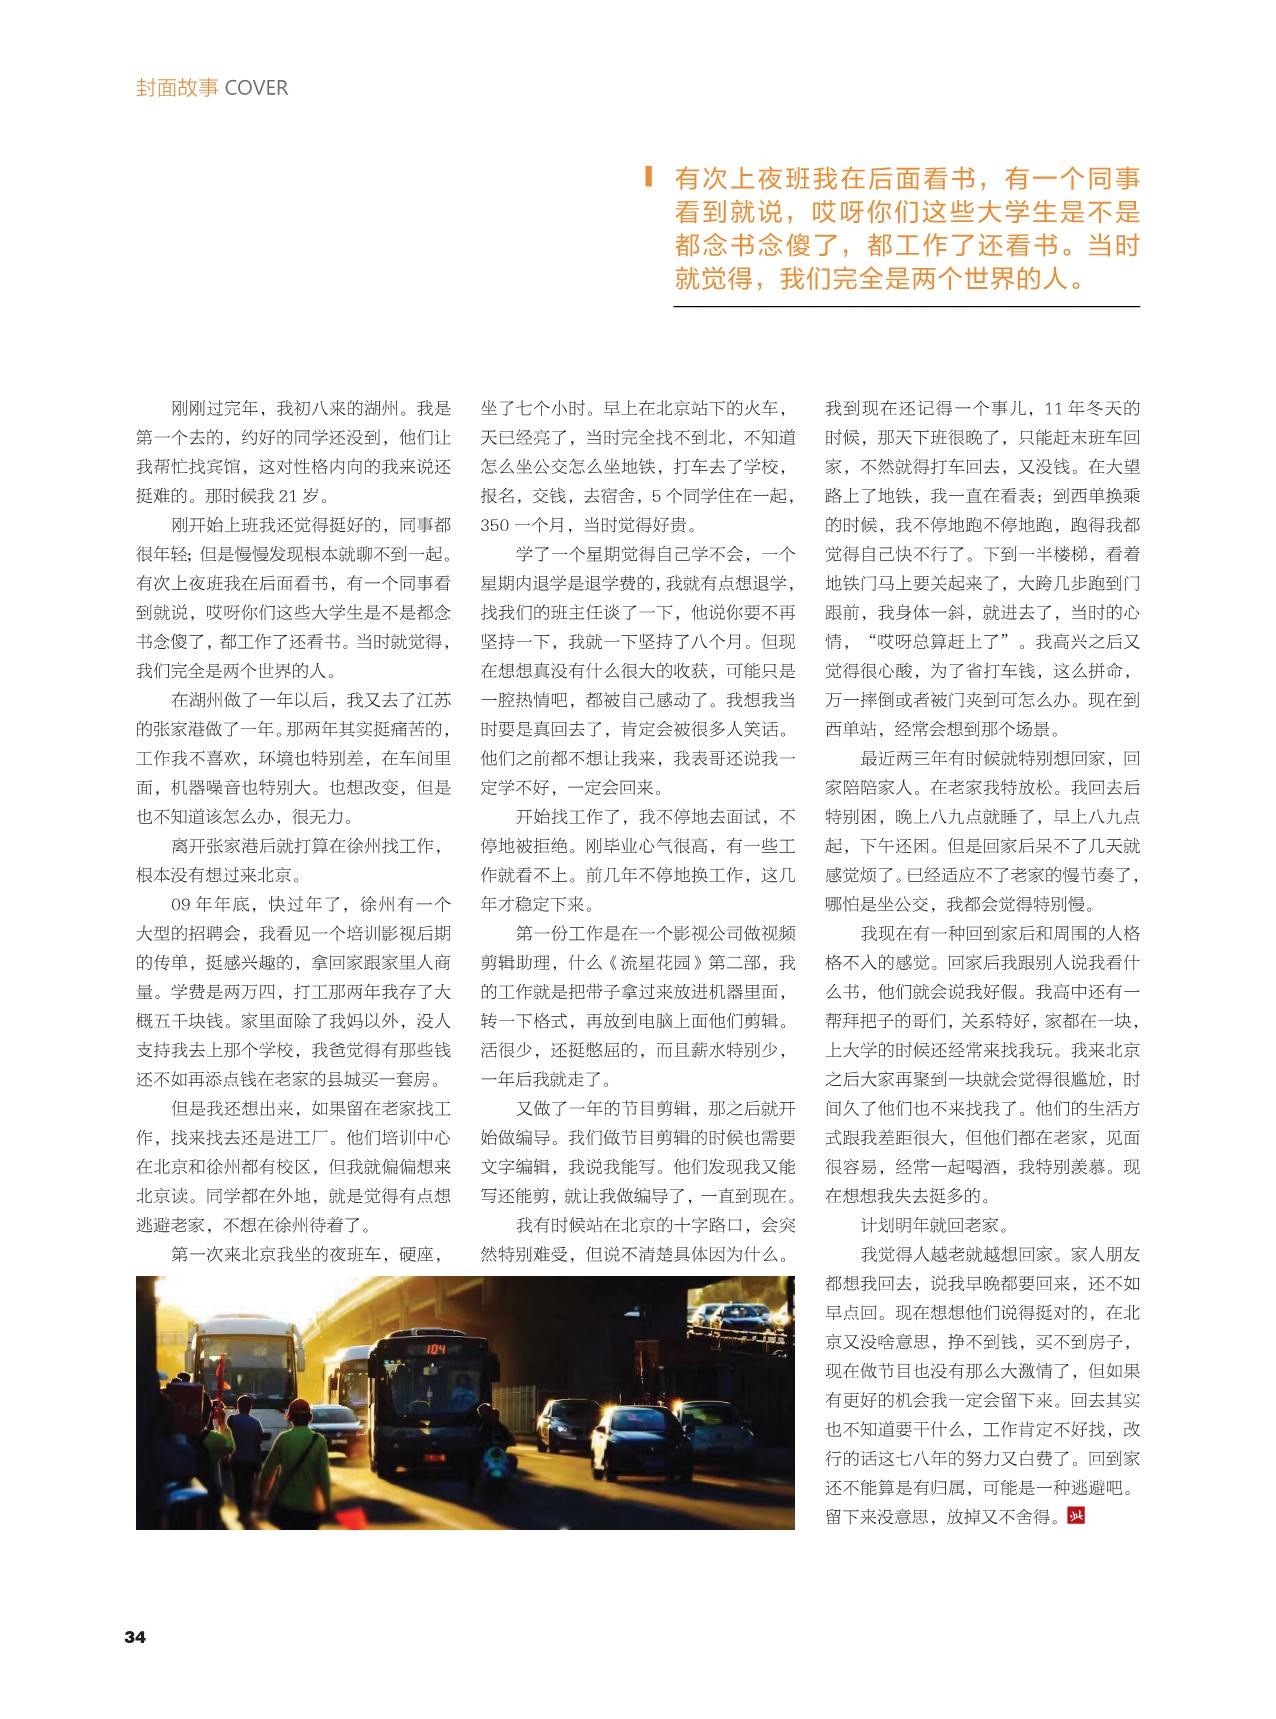 封面故事 COVER
有次上夜班我在后面看书，有一个同事
看到就说，哎呀你们这些大学生是不是
都念书念傻了，都工作了还看书。当时
就觉得，我们完全是两个世界的人。
刚刚过完年，我初八来的湖州。我是
第一个去的，约好的同学还没到，他们让
我帮忙找宾馆，这对性格内向的我来说还
挺难的。那时候我 21 岁。
刚开始上班我还觉得挺好的，同事都
很年轻；但是慢慢发现根本就聊不到一起。
有次上夜班我在后面看书，有一个同事看
到就说，哎呀你们这些大学生是不是都念
书念傻了，都工作了还看书。当时就觉得，
我们完全是两个世界的人。
在湖州做了一年以后，我又去了江苏
的张家港做了一年。那两年其实挺痛苦的，
工作我不喜欢，环境也特别差，在车间里
面，机器噪音也特别大。也想改变，但是
也不知道该怎么办，很无力。
离开张家港后就打算在徐州找工作，
根本没有想过来北京。
09 年年底，快过年了，徐州有一个
大型的招聘会，我看见一个培训影视后期
的传单，挺感兴趣的，拿回家跟家里人商
量。学费是两万四，打工那两年我存了大
概五千块钱。家里面除了我妈以外，没人
支持我去上那个学校，我爸觉得有那些钱
还不如再添点钱在老家的县城买一套房。
但是我还想出来，如果留在老家找工
作，找来找去还是进工厂。他们培训中心
在北京和徐州都有校区，但我就偏偏想来
北京读。同学都在外地，就是觉得有点想
逃避老家，不想在徐州待着了。
第一次来北京我坐的夜班车，硬座，
坐了七个小时。早上在北京站下的火车，
天已经亮了，当时完全找不到北，不知道
怎么坐公交怎么坐地铁，打车去了学校，
报名，交钱，去宿舍，5 个同学住在一起，
350 一个月，当时觉得好贵。
学了一个星期觉得自己学不会，一个
星期内退学是退学费的，我就有点想退学，
找我们的班主任谈了一下，他说你要不再
坚持一下，我就一下坚持了八个月。但现
在想想真没有什么很大的收获，可能只是
一腔热情吧，都被自己感动了。我想我当
时要是真回去了，肯定会被很多人笑话。
他们之前都不想让我来，我表哥还说我一
定学不好，一定会回来。
开始找工作了，我不停地去面试，不
停地被拒绝。刚毕业心气很高，有一些工
作就看不上。前几年不停地换工作，这几
年才稳定下来。
第一份工作是在一个影视公司做视频
剪辑助理，什么《流星花园》第二部，我
的工作就是把带子拿过来放进机器里面，
转一下格式，再放到电脑上面他们剪辑。
活很少，还挺憋屈的，而且薪水特别少，
一年后我就走了。
又做了一年的节目剪辑，那之后就开
始做编导。我们做节目剪辑的时候也需要
文字编辑，我说我能写。他们发现我又能
写还能剪，就让我做编导了，一直到现在。
我有时候站在北京的十字路口，会突
然特别难受，但说不清楚具体因为什么。
我到现在还记得一个事儿，11 年冬天的
时候，那天下班很晚了，只能赶末班车回
家，不然就得打车回去，又没钱。在大望
路上了地铁，我一直在看表；到西单换乘
的时候，我不停地跑不停地跑，跑得我都
觉得自己快不行了。下到一半楼梯，看着
地铁门马上要关起来了，大跨几步跑到门
跟前，我身体一斜，就进去了，当时的心
情，“哎呀总算赶上了”。我高兴之后又
觉得很心酸，为了省打车钱，这么拼命，
万一摔倒或者被门夹到可怎么办。现在到
西单站，经常会想到那个场景。
最近两三年有时候就特别想回家，回
家陪陪家人。在老家我特放松。我回去后
特别困，晚上八九点就睡了，早上八九点
起，下午还困。但是回家后呆不了几天就
感觉烦了。已经适应不了老家的慢节奏了，
哪怕是坐公交，我都会觉得特别慢。
我现在有一种回到家后和周围的人格
格不入的感觉。回家后我跟别人说我看什
么书，他们就会说我好假。我高中还有一
帮拜把子的哥们，关系特好，家都在一块，
上大学的时候还经常来找我玩。我来北京
之后大家再聚到一块就会觉得很尴尬，时
间久了他们也不来找我了。他们的生活方
式跟我差距很大，但他们都在老家，见面
很容易，经常一起喝酒，我特别羡慕。现
在想想我失去挺多的。
计划明年就回老家。
我觉得人越老就越想回家。家人朋友
都想我回去，说我早晚都要回来，还不如
早点回。现在想想他们说得挺对的，在北
京又没啥意思，挣不到钱，买不到房子，
现在做节目也没有那么大激情了，但如果
有更好的机会我一定会留下来。回去其实
也不知道要干什么，工作肯定不好找，改
行的话这七八年的努力又白费了。回到家
还不能算是有归属，可能是一种逃避吧。
留下来没意思，放掉又不舍得。
104
34